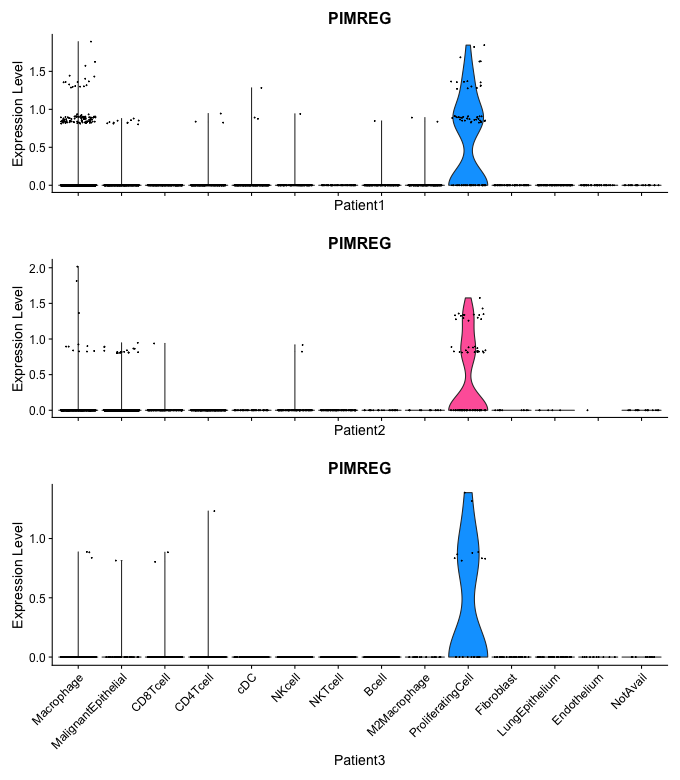 PIMREG
Expression Level
1.5
1.0
0.5
0.0
Patient1
PIMREG
Expression Level
2.0
1.5
1.0
0.5
0.0
Patient2
PIMREG
Expression Level
1.0
0.5
0.0
Macrophage
MalignantEpithelial
CD8Tcell
CD4Tcell
cDC
NKcell
NKTcell
Bcell
M2Macrophage
ProliferatingCell
Fibroblast
LungEpithelium
Endothelium
NotAvail
Patient3